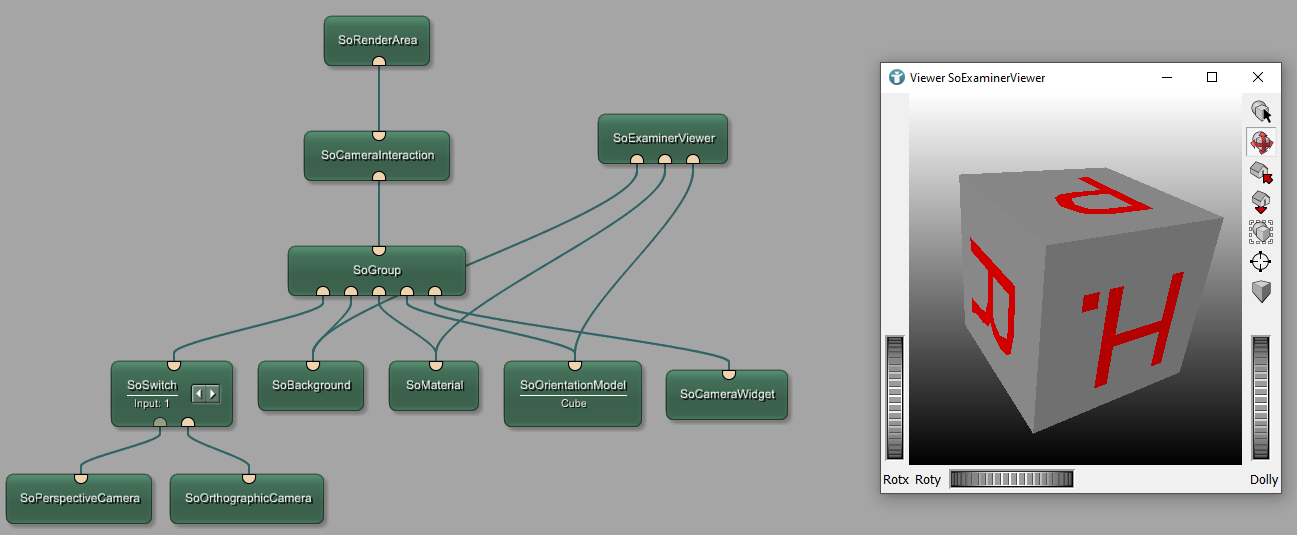 SoRenderArea
SoCameraInteraction
SoExaminerViewer
SoGroup
SoSwitch
Input: 1
SoBackground
SoMaterial
SoOrientationModel
Cube
SoCameraWidget
SoPerspectiveCamera
SoOrthographicCamera
Viewer SoExaminerViewer
P
R
H
Rotx Roty
Dolly